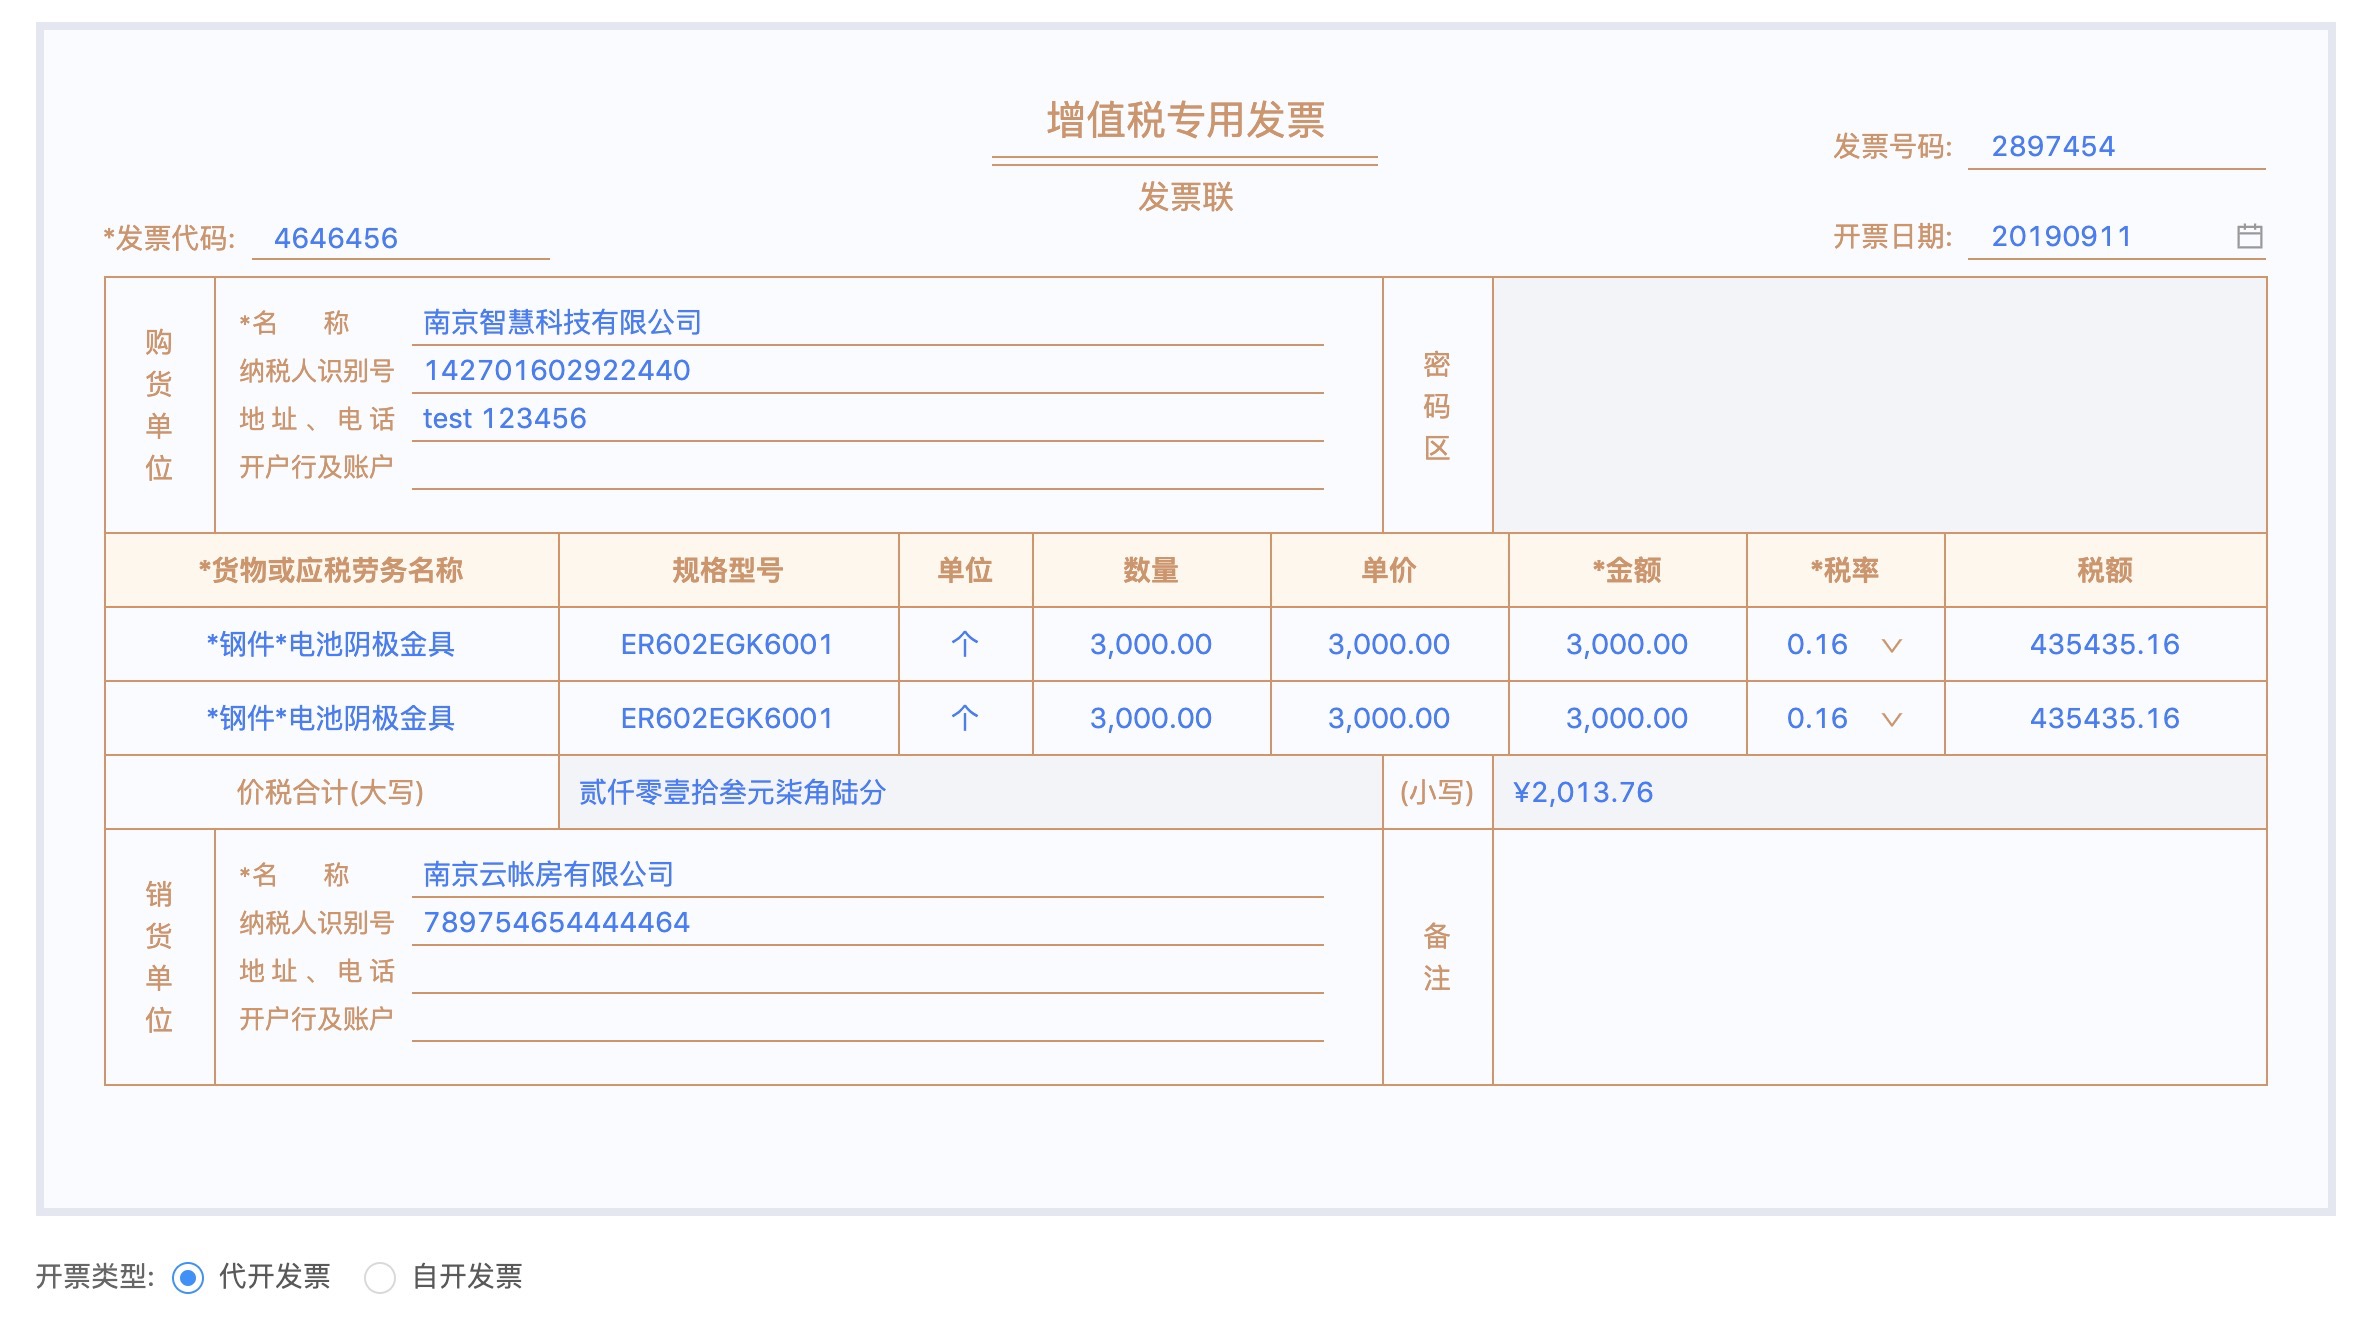 增值税专用发票
发票号码: 2897454
发票联
*发票代码: 4646456
开票日期: 20190911
购货单位
*名 称 南京智慧科技有限公司
纳税人识别号 142701602922440
地址、电话 test 123456
开户行及账户
密码区
*货物或应税劳务名称 规格型号 单位 数量 单价 *金额 *税率 税额
*钢件*电池阴极金具 ER602EGK6001 个 3,000.00 3,000.00 3,000.00 0.16 435435.16
*钢件*电池阴极金具 ER602EGK6001 个 3,000.00 3,000.00 3,000.00 0.16 435435.16
价税合计(大写) 贰仟零壹拾叁元柒角陆分 (小写) ¥2,013.76
销货单位
*名 称 南京云帐房有限公司
纳税人识别号 789754654444464
地址、电话
开户行及账户
备注
开票类型: 代开发票 自开发票